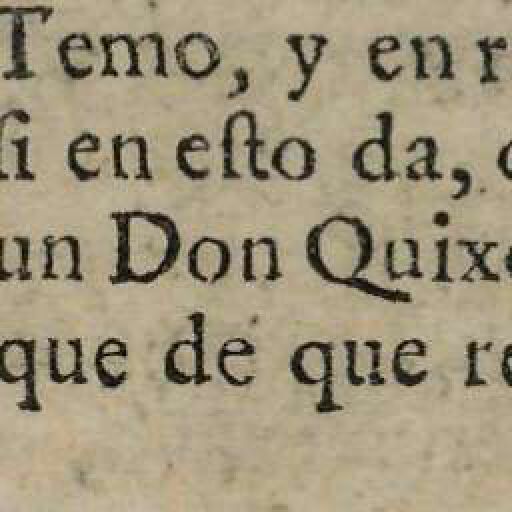 Temo, y en r
ſi en eſto da,
un Don Quix
que de que re